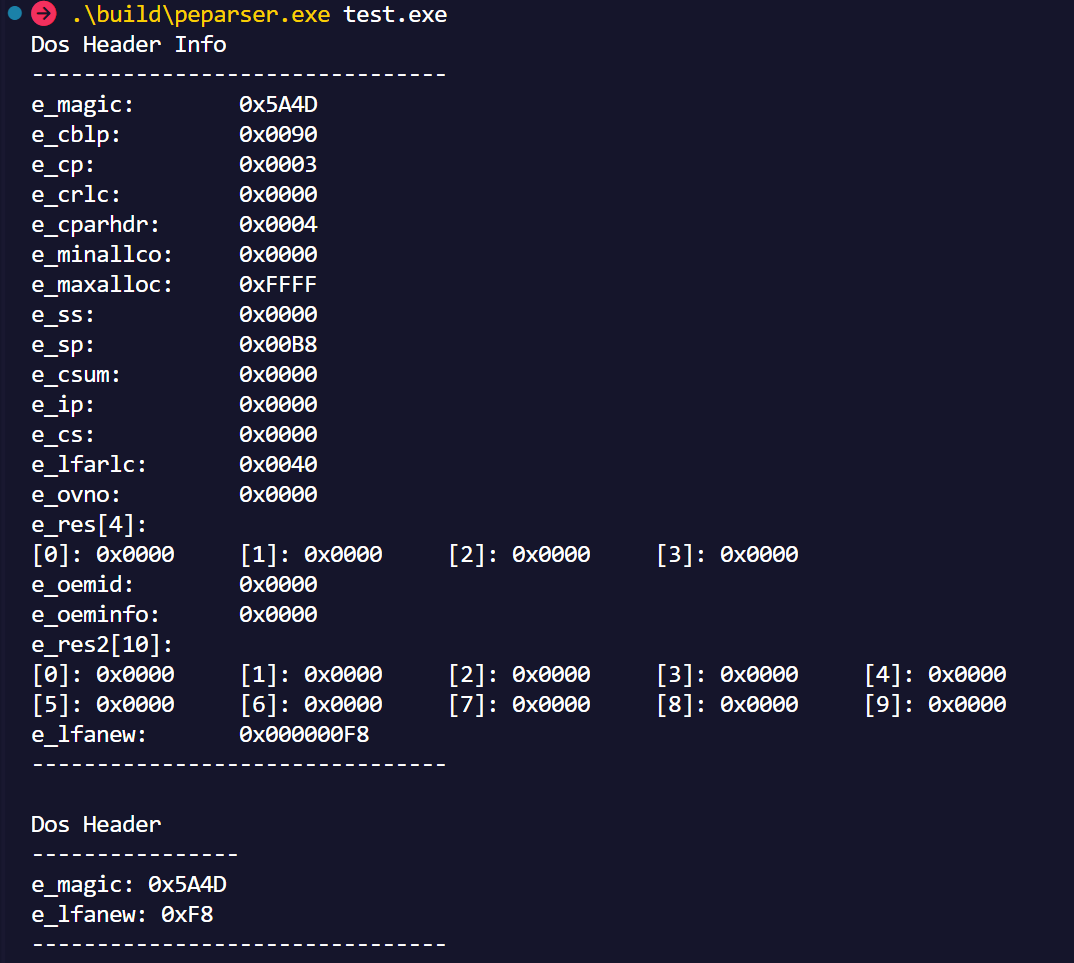 .\build\peparser.exe test.exe
Dos Header Info
--------------------------------
e_magic: 0x5A4D
e_cblp: 0x0090
e_cp: 0x0003
e_crlc: 0x0000
e_cparhdr: 0x0004
e_minallco: 0x0000
e_maxalloc: 0xFFFF
e_ss: 0x0000
e_sp: 0x00B8
e_csum: 0x0000
e_ip: 0x0000
e_cs: 0x0000
e_lfarlc: 0x0040
e_ovno: 0x0000
e_res[4]:
[0]: 0x0000 [1]: 0x0000 [2]: 0x0000 [3]: 0x0000
e_oemid: 0x0000
e_oeminfo: 0x0000
e_res2[10]:
[0]: 0x0000 [1]: 0x0000 [2]: 0x0000 [3]: 0x0000 [4]: 0x0000
[5]: 0x0000 [6]: 0x0000 [7]: 0x0000 [8]: 0x0000 [9]: 0x0000
e_lfanew: 0x000000F8
--------------------------------
Dos Header
----------------
e_magic: 0x5A4D
e_lfanew: 0xF8
--------------------------------